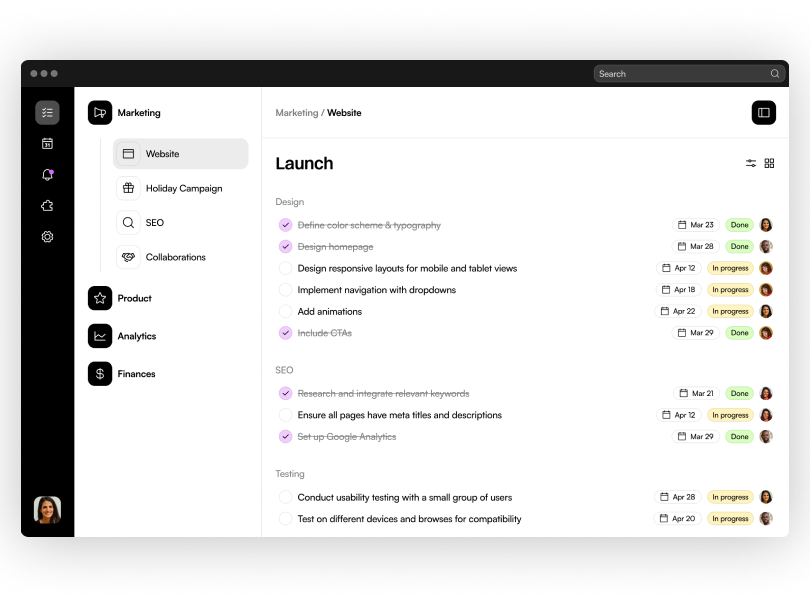 Search
Marketing
Marketing / Website
31
Website
Launch
Holiday Campaign
Design
SEO
Define color scheme & typography Mar 23 Done
Design homepage Mar 28 Done
Collaborations
Design responsive layouts for mobile and tablet views Apr 12 In progress
Implement navigation with dropdowns Apr 18 In progress
Product
Add animations Apr 22 In progress
Include CTAs Mar 29 Done
Analytics
SEO
Finances
Research and integrate relevant keywords Mar 21 Done
Ensure all pages have meta titles and descriptions Apr 12 In progress
Set up Google Analytics Mar 29 Done
Testing
Conduct usability testing with a small group of users Apr 28 In progress
Test on different devices and browses for compatibility Apr 20 In progress